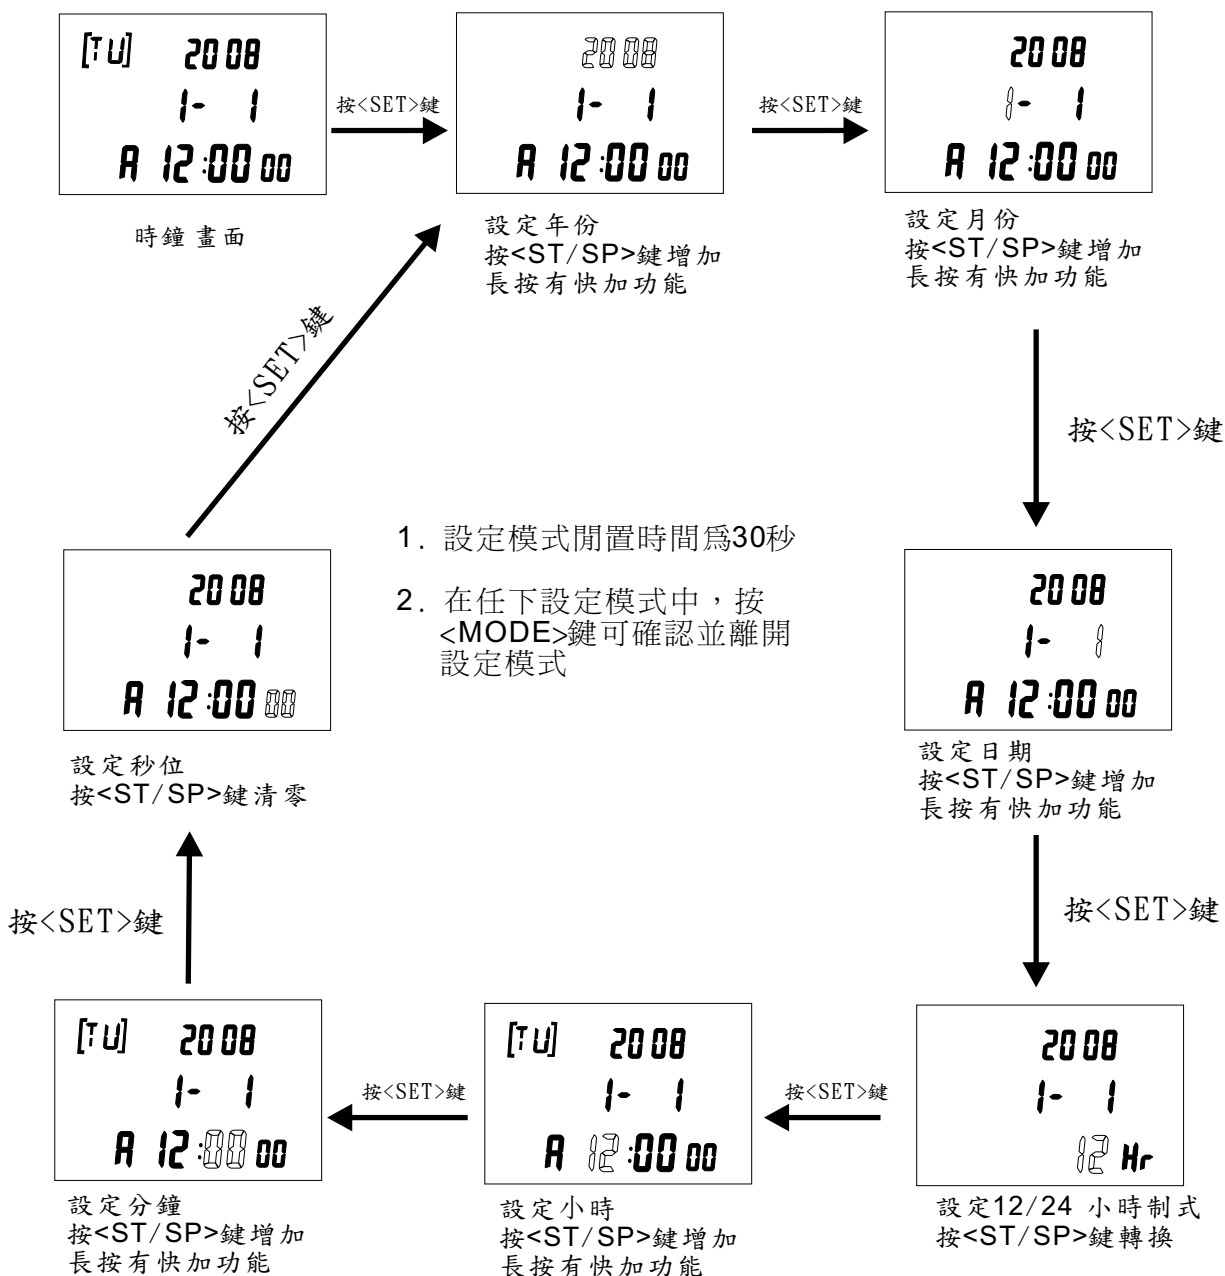 [TU] 2008
1- 1
A 12:00 00
時鐘畫面
按<SET>鍵
2008
1- 1
A 12:00 00
設定年份
按<ST/SP>鍵增加
長按有快加功能
按<SET>鍵
2008
1- 1
A 12:00 00
設定月份
按<ST/SP>鍵增加
長按有快加功能
按<SET>鍵
2008
1- 1
A 12:00 00
設定日期
按<ST/SP>鍵增加
長按有快加功能
按<SET>鍵
2008
1- 1
12 Hr
設定12/24 小時制式
按<ST/SP>鍵轉換
按<SET>鍵
[TU] 2008
1- 1
A 12:00 00
設定小時
按<ST/SP>鍵增加
長按有快加功能
按<SET>鍵
[TU] 2008
1- 1
A 12:00 00
設定分鐘
按<ST/SP>鍵增加
長按有快加功能
按<SET>鍵
2008
1- 1
A 12:00 00
設定秒位
按<ST/SP>鍵清零
按<SET>鍵
1. 設定模式閒置時間爲30秒
2. 在任下設定模式中，按
<MODE>鍵可確認並離開
設定模式